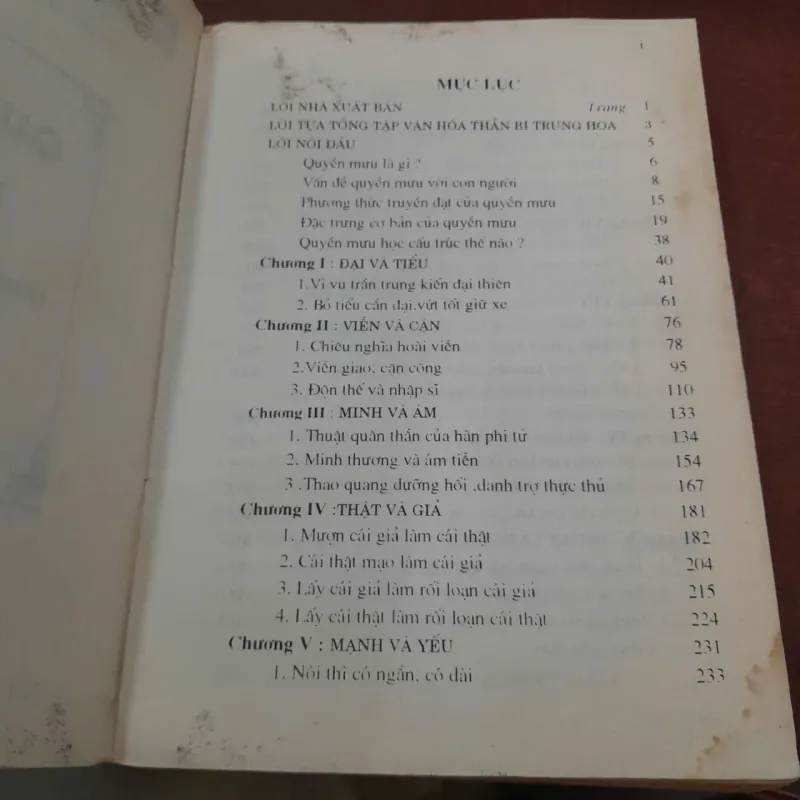 i
MỤC LỤC
LỜI NHÀ XUẤT BẢN Trang 1
LỜI TỰA TỔNG TẬP VĂN HÓA THẦN BÍ TRUNG HOA 3
LỜI NÓI ĐẦU 5
Quyền mưu là gì ? 6
Vấn đề quyền mưu với con người 8
Phương thức truyền đạt của quyền mưu 15
Đặc trưng cơ bản của quyền mưu 19
Quyền mưu học cấu trúc thế nào ? 38
Chương I : ĐẠI VÀ TIỂU 40
1.Vi vu trần trung kiến đại thiên 41
2. Bỏ tiểu cần đại,vứt tốt giữ xe 61
Chương II : VIỄN VÀ CẬN 76
1. Chiêu nghĩa hoài viễn 78
2.Viễn giao, cận công 95
3. Độn thế và nhập sĩ 110
Chương III : MINH VÀ ÁM 133
1. Thuật quân thần của hàn phi tử 134
2. Minh thương và ám tiễn 154
3 .Thao quang dưỡng hối ,danh trợ thực thủ 167
Chương IV :THẬT VÀ GIẢ 181
1. Mượn cái giả làm cái thật 182
2. Cái thật mạo làm cái giả 204
3. Lấy cái giả làm rối loạn cái giả 215
4. Lấy cái thật làm rối loạn cái thật 224
Chương V : MẠNH VÀ YẾU 231
1. Nói thì có ngắn, có dài 233